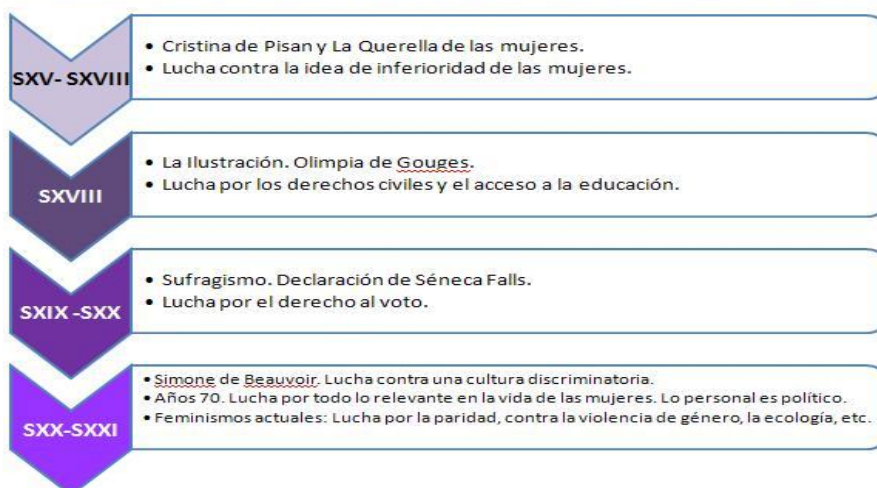 SXV- SXVIII
• Cristina de Pisan y La Querella de las mujeres.
• Lucha contra la idea de inferioridad de las mujeres.
SXVIII
• La Ilustración. Olimpia de Gouges.
• Lucha por los derechos civiles y el acceso a la educación.
SXIX -SXX
• Sufragismo. Declaración de Séneca Falls.
• Lucha por el derecho al voto.
SXX-SXXI
• Simone de Beauvoir. Lucha contra una cultura discriminatoria.
• Años 70. Lucha por todo lo relevante en la vida de las mujeres. Lo personal es político.
• Feminismos actuales: Lucha por la paridad, contra la violencia de género, la ecología, etc.